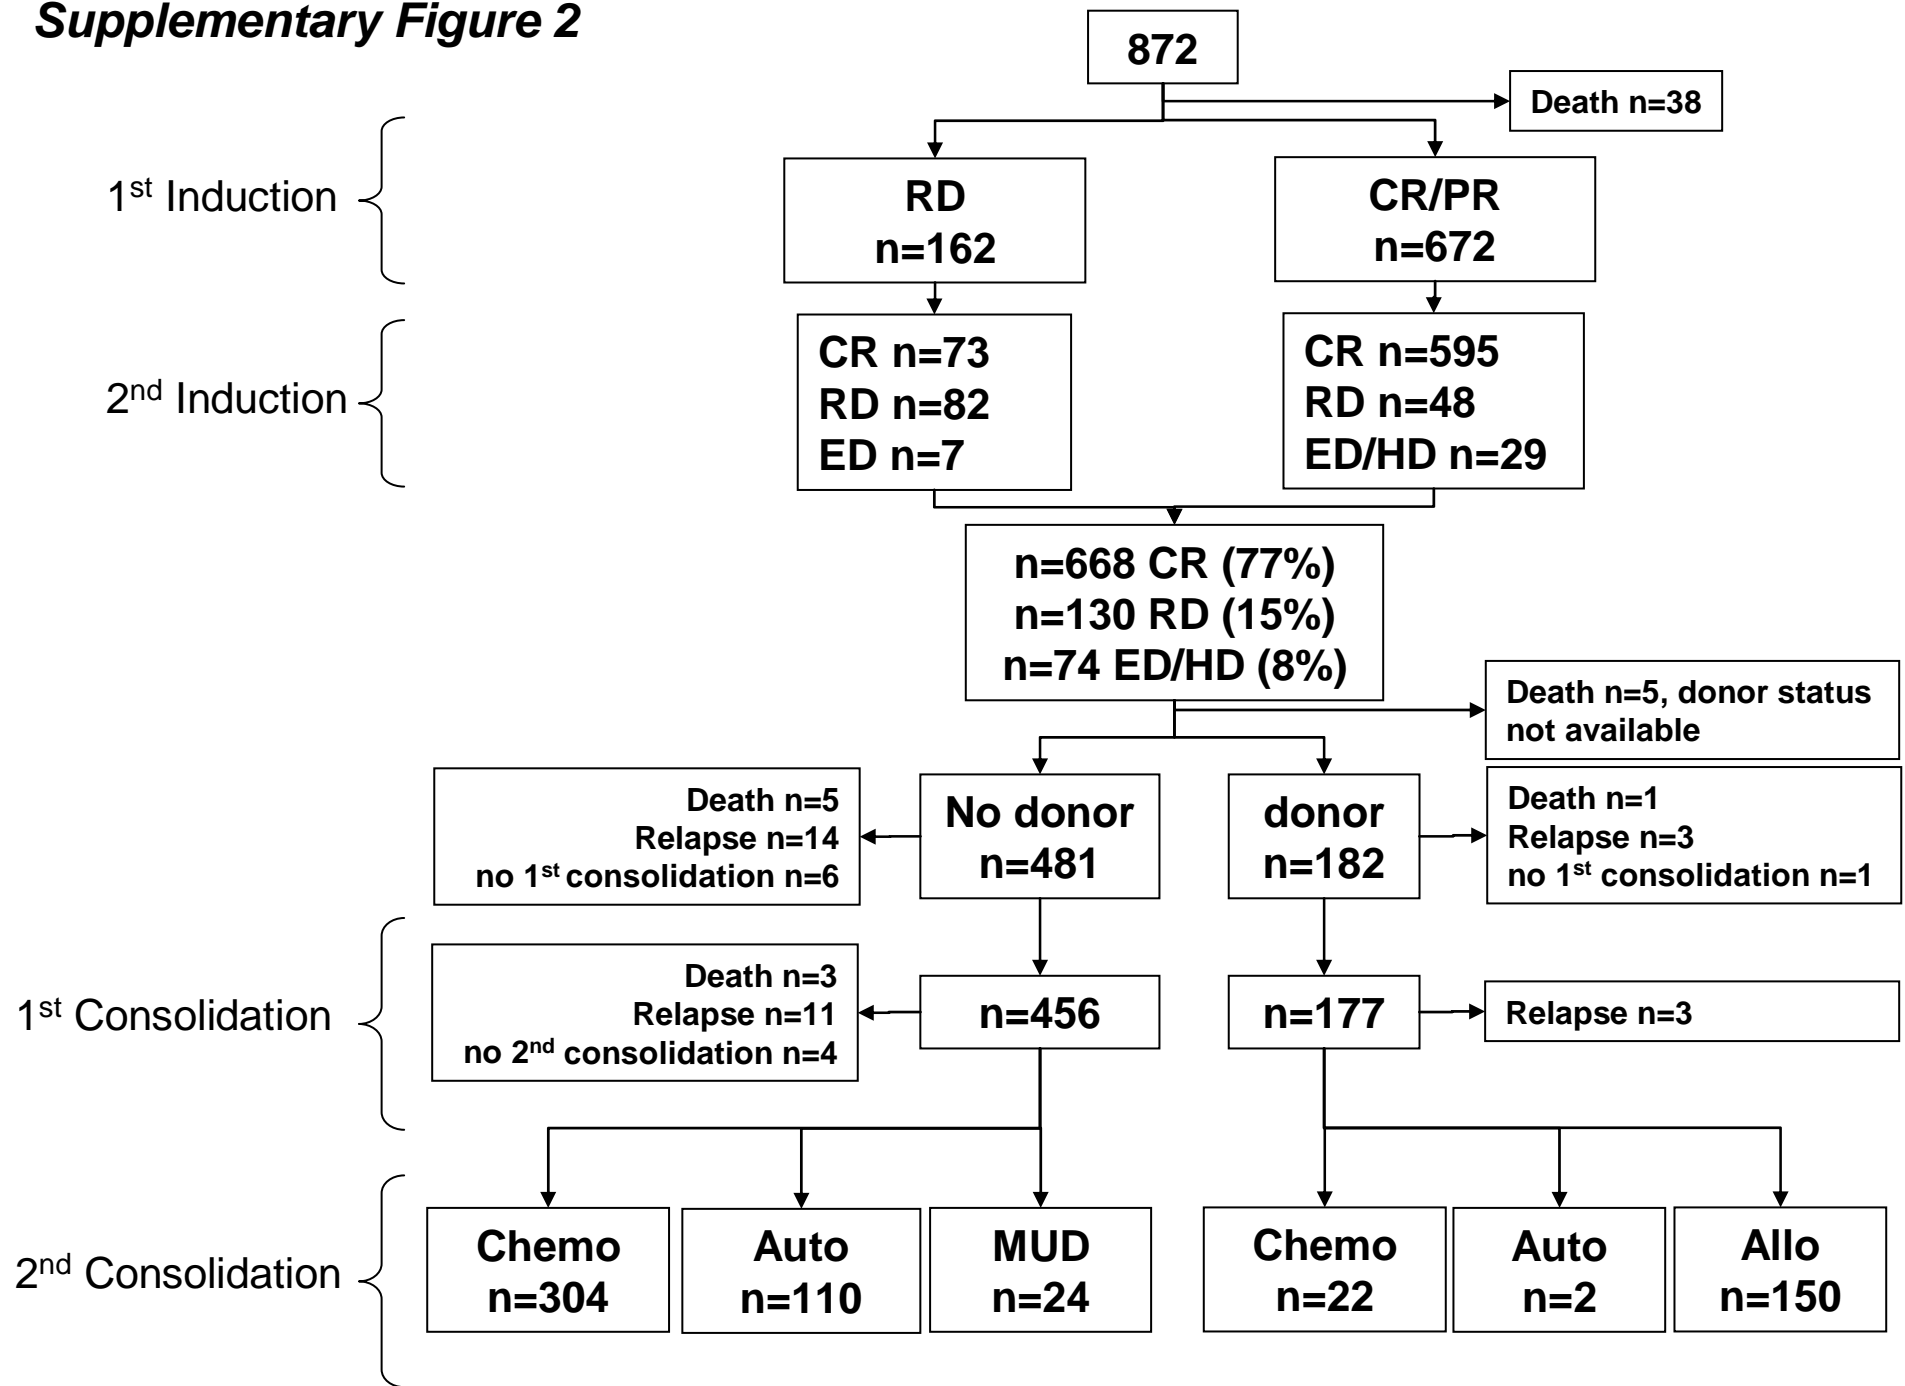 Supplementary Figure 2
872
Death n=38
1st Induction
RD
n=162
CR/PR
n=672
2nd Induction
CR n=73
RD n=82
ED n=7
CR n=595
RD n=48
ED/HD n=29
n=668 CR (77%)
n=130 RD (15%)
n=74 ED/HD (8%)
Death n=5, donor status
not available
Death n=5
Relapse n=14
no 1st consolidation n=6
No donor
n=481
donor
n=182
Death n=1
Relapse n=3
no 1st consolidation n=1
1st Consolidation
Death n=3
Relapse n=11
no 2nd consolidation n=4
n=456
n=177
Relapse n=3
2nd Consolidation
Chemo
n=304
Auto
n=110
MUD
n=24
Chemo
n=22
Auto
n=2
Allo
n=150